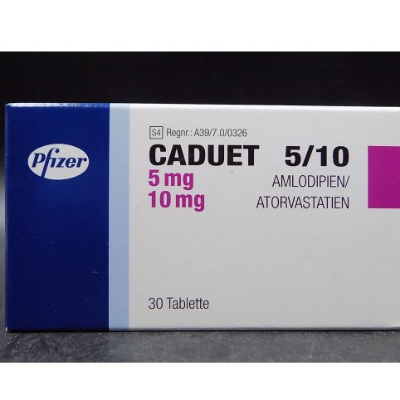 Pfizer
S4 Regnr.: A39/7.0/0326
CADUET 5/10
5 mg AMLODIPIEN/
10 mg ATORVASTATIEN
30 Tablette